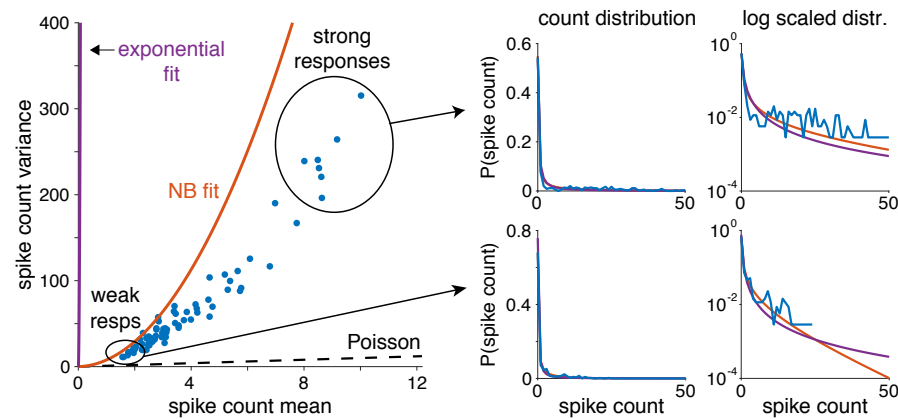 400
300
200
100
0
spike count variance
0
4
8
12
spike count mean
exponential
fit
NB fit
strong
responses
weak
resps
Poisson
count distribution
0.6
0.4
0.2
0
P(spike count)
0
50
log scaled distr.
10^0
10^-2
10^-4
0
50
0.8
0.4
0
P(spike count)
0
50
spike count
10^0
10^-2
10^-4
0
50
spike count